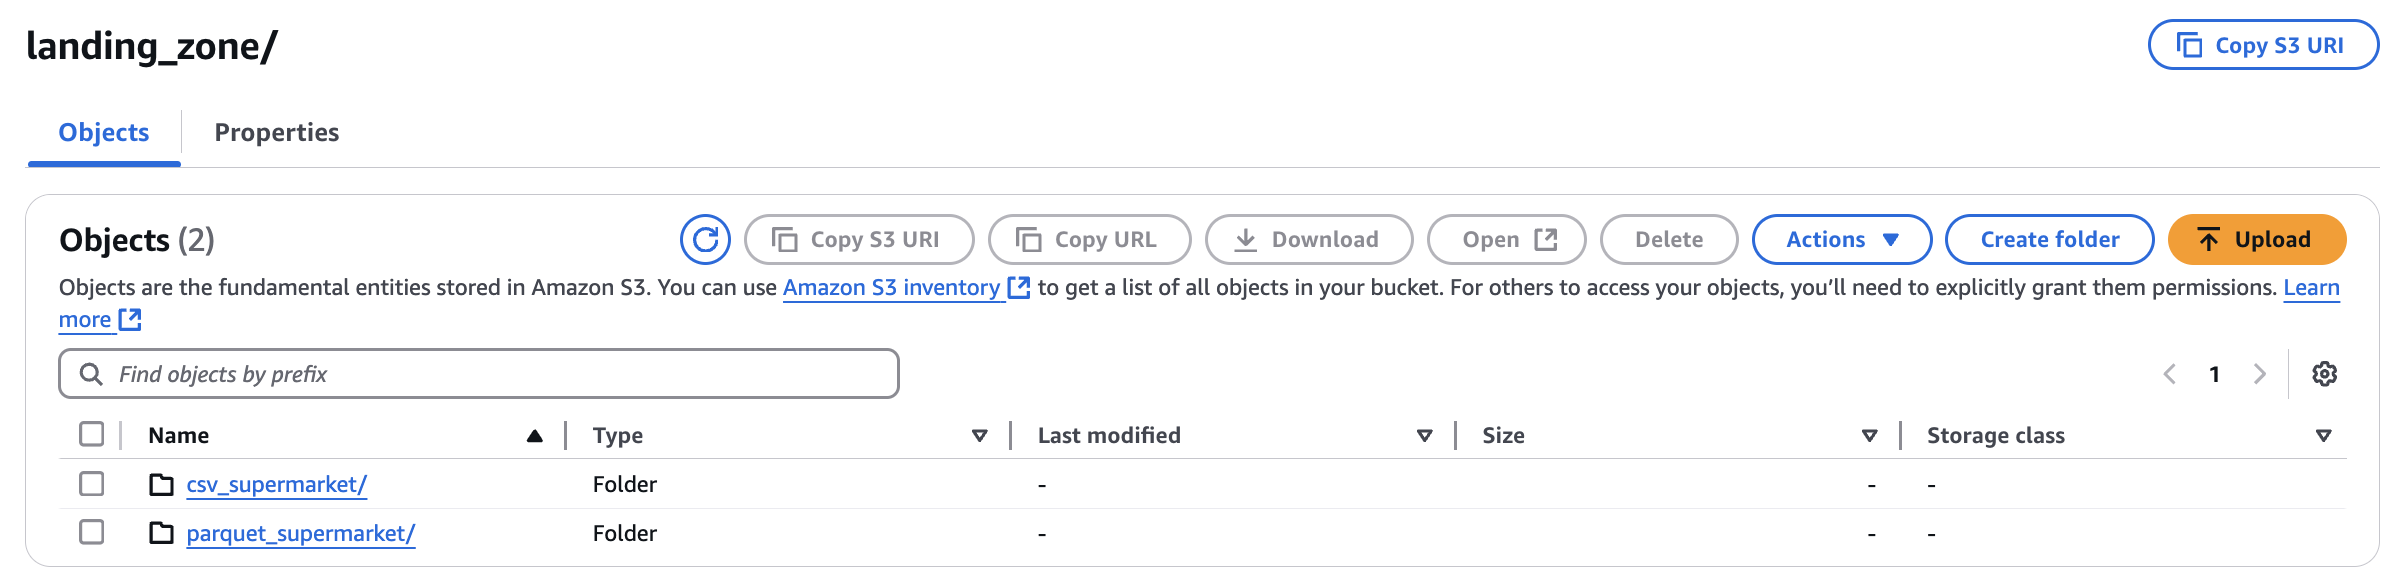 landing_zone/
Copy S3 URI
Objects
Properties
Objects (2)
Copy S3 URI
Copy URL
Download
Open
Delete
Actions
Create folder
Upload
Objects are the fundamental entities stored in Amazon S3. You can use Amazon S3 inventory to get a list of all objects in your bucket. For others to access your objects, you’ll need to explicitly grant them permissions. Learn
more
Find objects by prefix
1
Name Type Last modified Size Storage class
csv_supermarket/ Folder - - -
parquet_supermarket/ Folder - - -